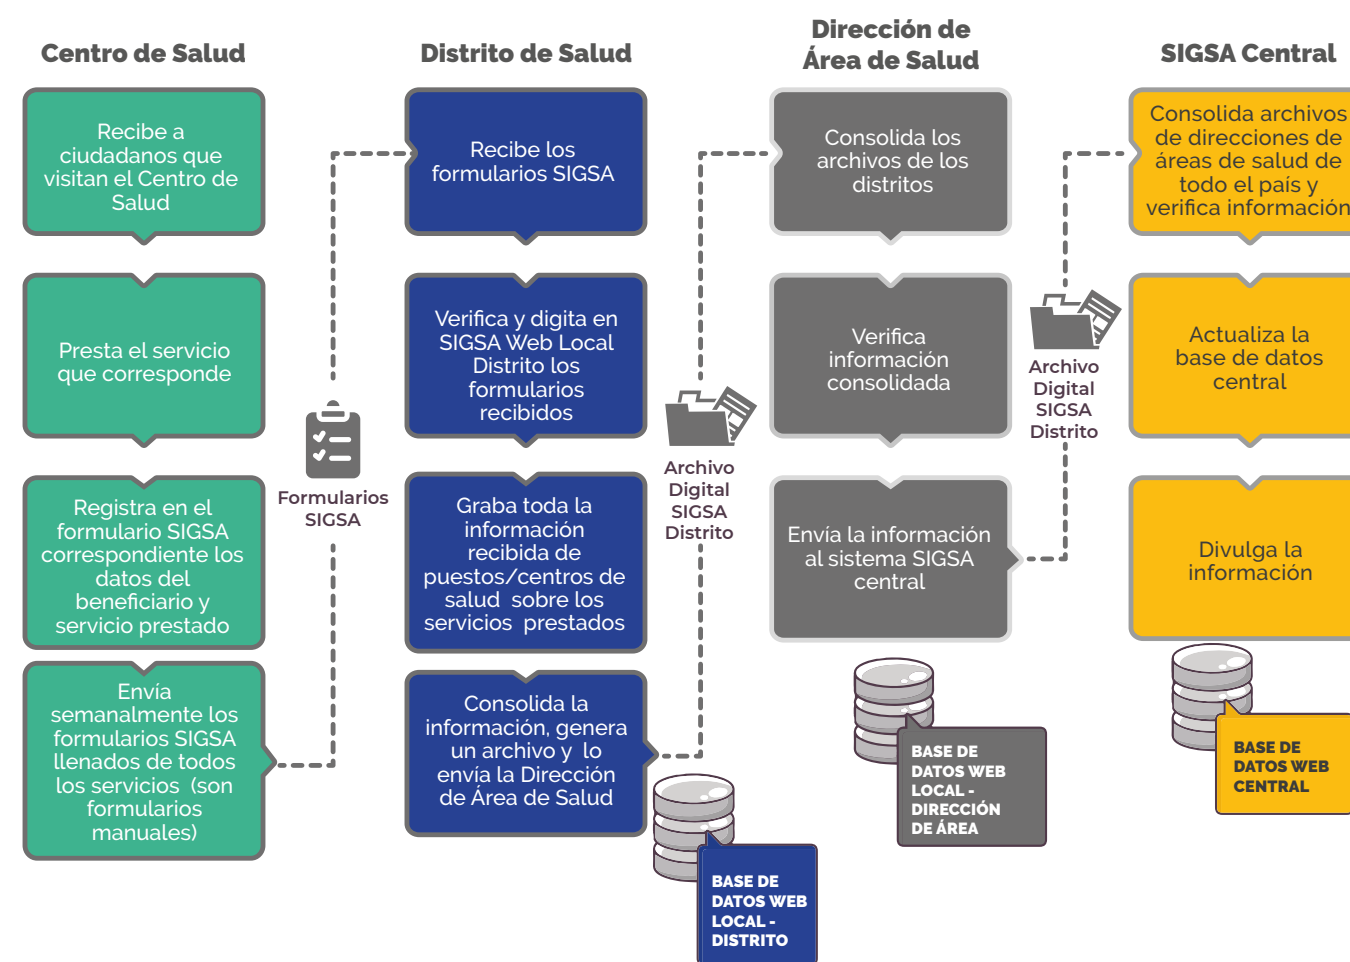 Centro de Salud
Recibe a
ciudadanos que
visitan el Centro de
Salud
Presta el servicio
que corresponde
Registra en el
formulario SIGSA
correspondiente los
datos del
beneficiario y
servicio prestado
Envía
semanalmente los
formularios SIGSA
llenados de todos
los servicios (son
formularios
manuales)
Formularios
SIGSA
Distrito de Salud
Recibe los
formularios SIGSA
Verifica y digita en
SIGSA Web Local
Distrito los
formularios
recibidos
Graba toda la
información
recibida de
puestos/centros de
salud sobre los
servicios prestados
Consolida la
información, genera
un archivo y lo
envía la Dirección
de Área de Salud
BASE DE
DATOS WEB
LOCAL -
DISTRITO
Archivo
Digital
SIGSA
Distrito
Dirección de
Área de Salud
Consolida los
archivos de los
distritos
Verifica
información
consolidada
Envía la información
al sistema SIGSA
central
BASE DE
DATOS WEB
LOCAL -
DIRECCIÓN
DE ÁREA
Archivo
Digital
SIGSA
Distrito
SIGSA Central
Consolida archivos
de direcciones de
áreas de salud de
todo el país y
verifica información
Actualiza la
base de datos
central
Divulga la
información
BASE DE
DATOS WEB
CENTRAL